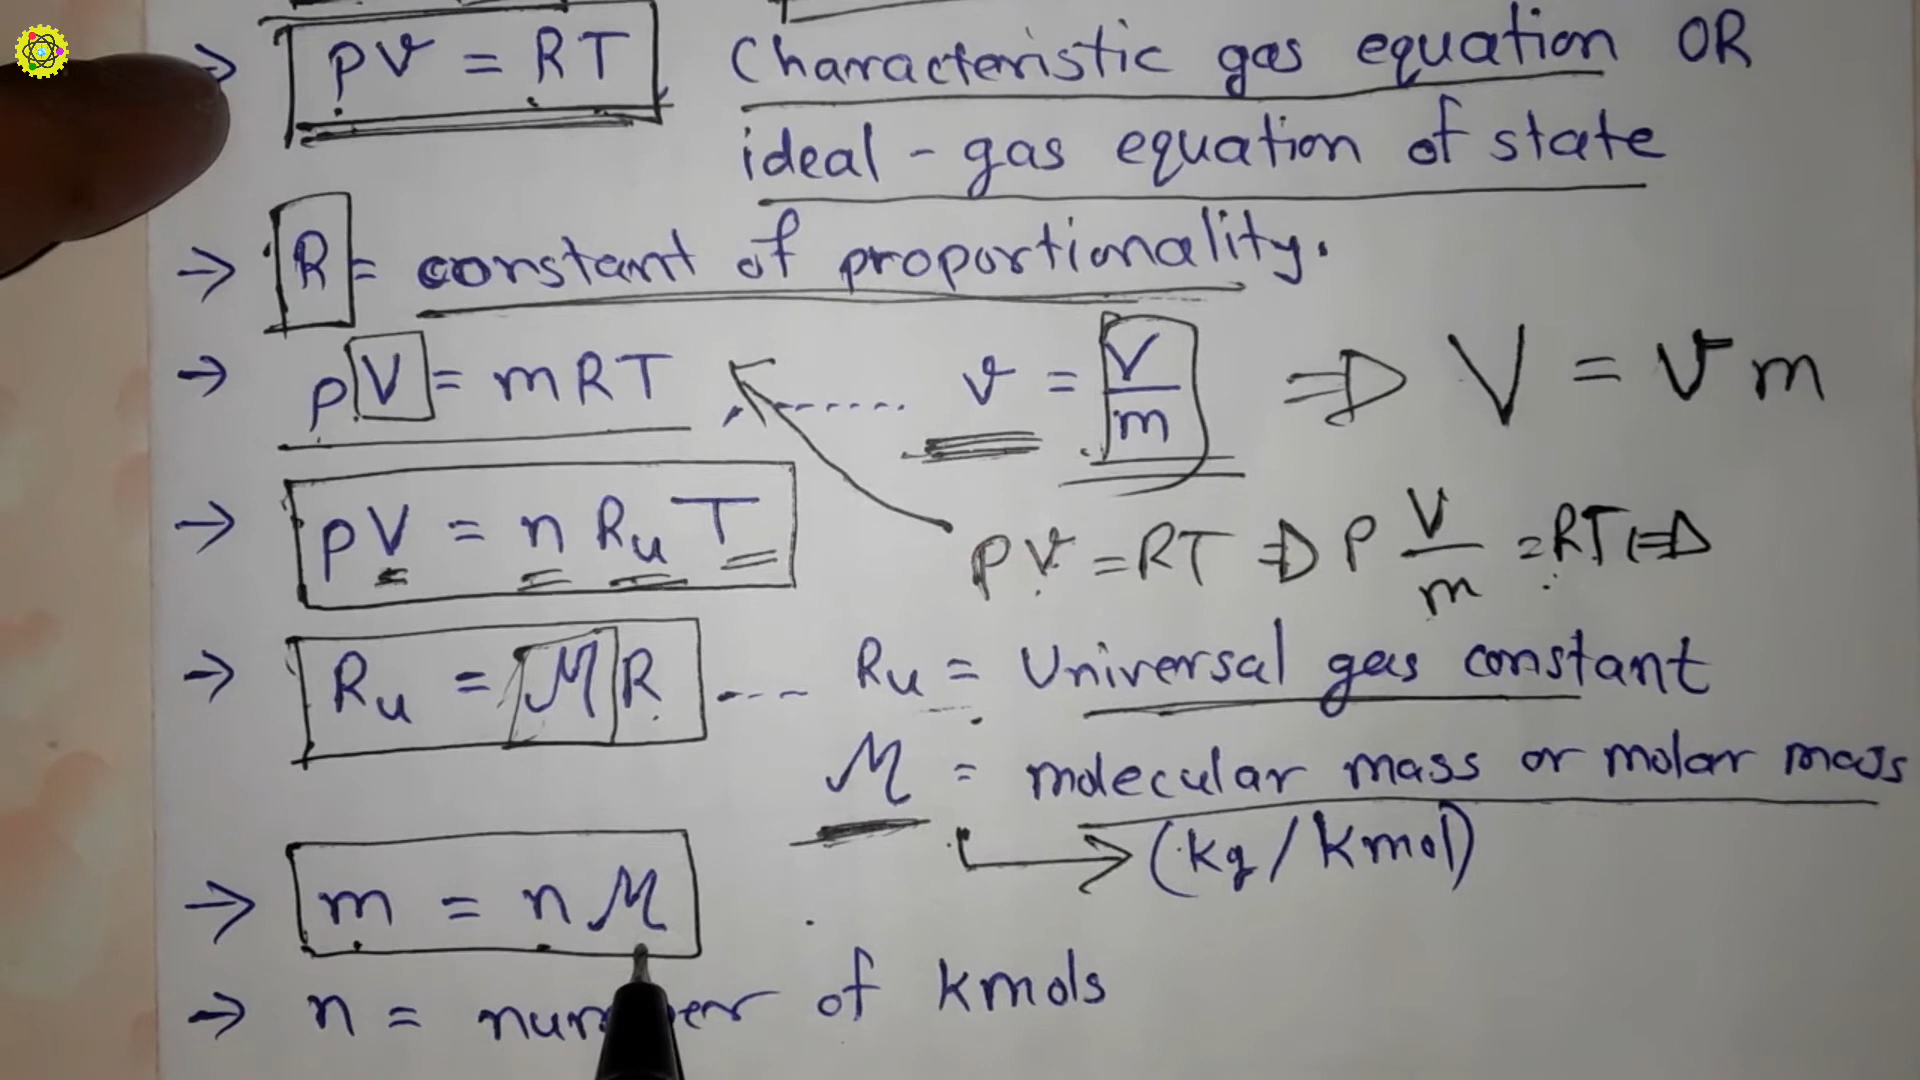 → pv = RT Characteristic gas equation OR
ideal - gas equation of state
→ R = constant of proportionality.
→ pV = mRT ...... v = V/m ⇒ V = vm
→ pV = n Ru T
Pv = RT ⇒ P V/m = RT ⇒
→ Ru = M R --- Ru = Universal gas constant
M = molecular mass or molar mass
(kg/kmol)
→ m = n M
→ n = of kmols